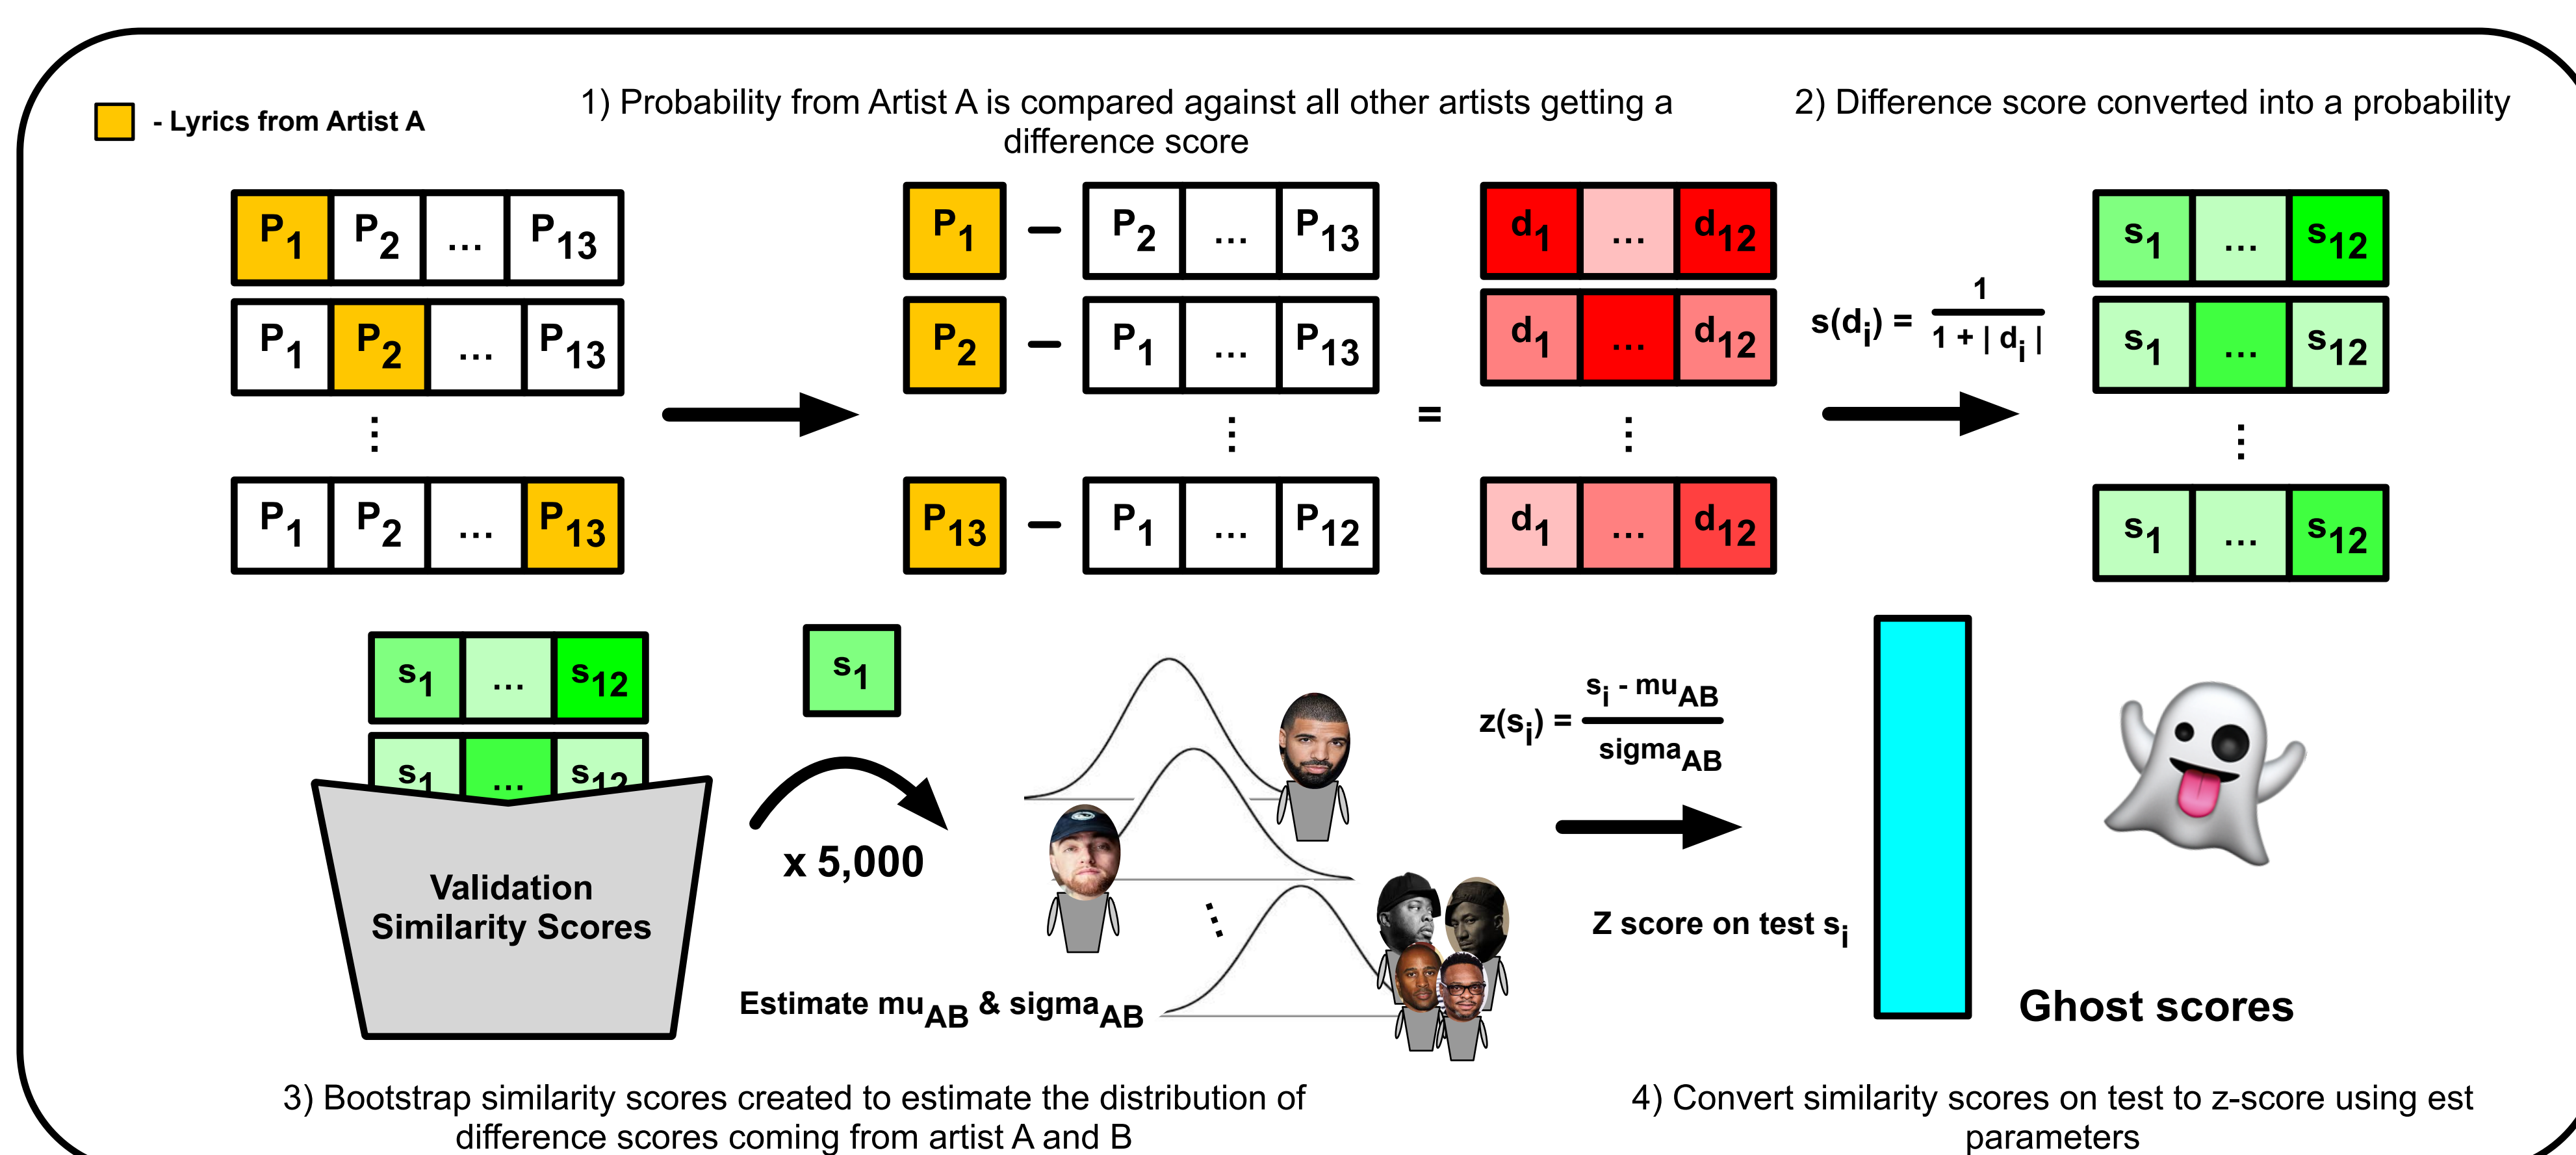 - Lyrics from Artist A
1) Probability from Artist A is compared against all other artists getting a
difference score
2) Difference score converted into a probability
P1 P2 ... P13
P1 P2 ... P13
⋮
P1 P2 ... P13
P1 – P2 ... P13
P2 – P1 ... P13
⋮
P13 – P1 ... P12
=
d1 ... d12
d1 ... d12
⋮
d1 ... d12
s(di) = 1 / 1 + | di |
s1 ... s12
s1 ... s12
⋮
s1 ... s12
s1 ... s12
s1 ... s12
Validation
Similarity Scores
s1
x 5,000
Estimate muAB & sigmaAB
...
z(si) = si - muAB / sigmaAB
Z score on test si
Ghost scores
3) Bootstrap similarity scores created to estimate the distribution of
difference scores coming from artist A and B
4) Convert similarity scores on test to z-score using est
parameters